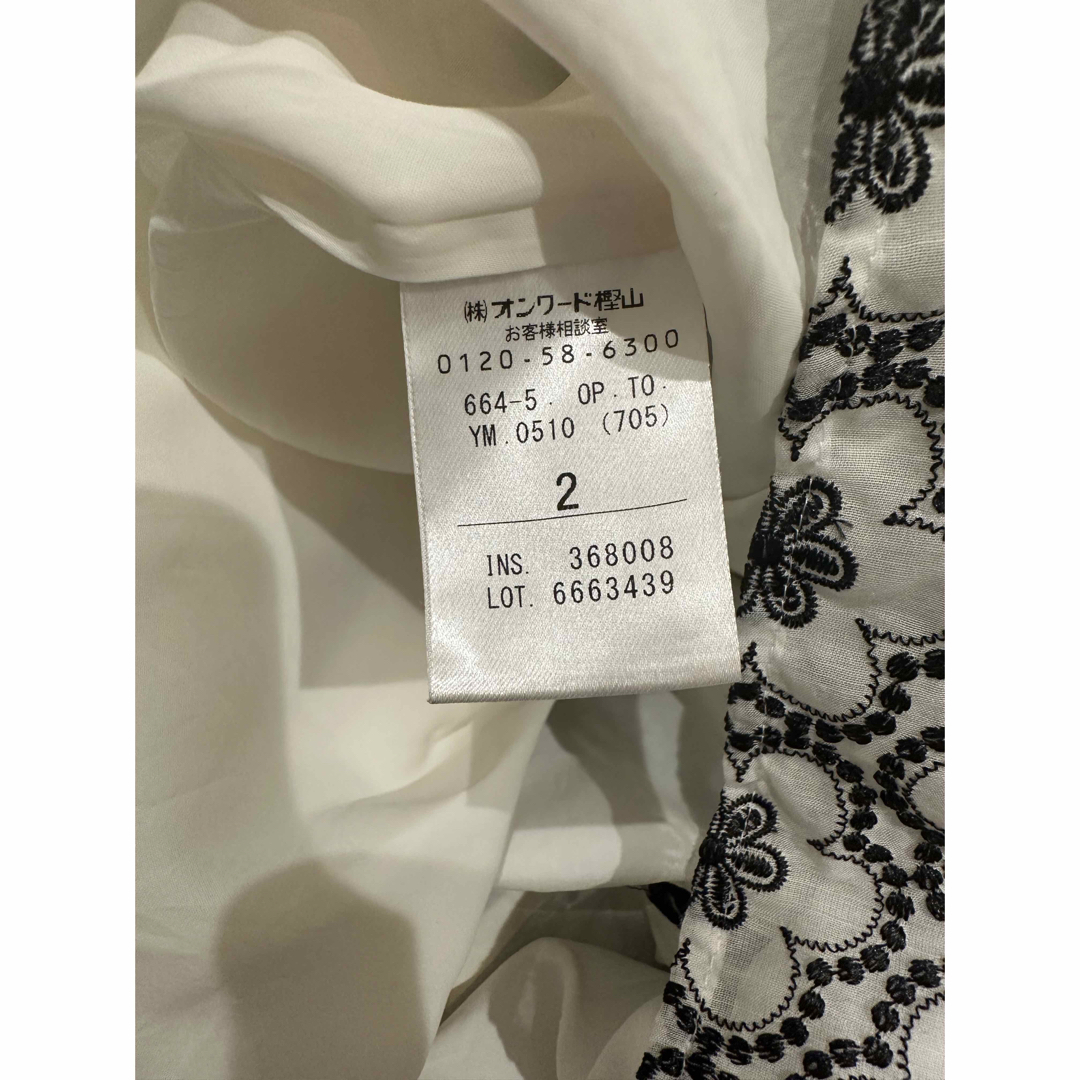 ㈱オンワード樫山
お客様相談室
0120-58-6300
664-5. OP.TO.
YM.0510 (705)
2
INS. 368008
LOT. 6663439